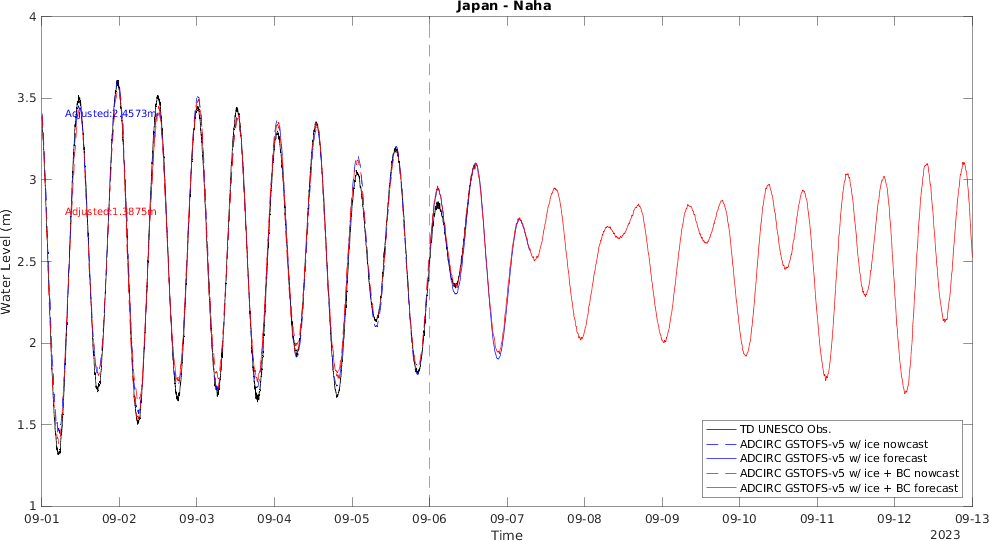 Japan - Naha
Water Level (m)
4
3.5
3
2.5
2
1.5
1
Adjusted:2.4573m
Adjusted:1.3875m
TD UNESCO Obs.
ADCIRC GSTOFS-v5 w/ ice nowcast
ADCIRC GSTOFS-v5 w/ ice forecast
ADCIRC GSTOFS-v5 w/ ice + BC nowcast
ADCIRC GSTOFS-v5 w/ ice + BC forecast
09-01 09-02 09-03 09-04 09-05 09-06 09-07 09-08 09-09 09-10 09-11 09-12 09-13
Time
2023